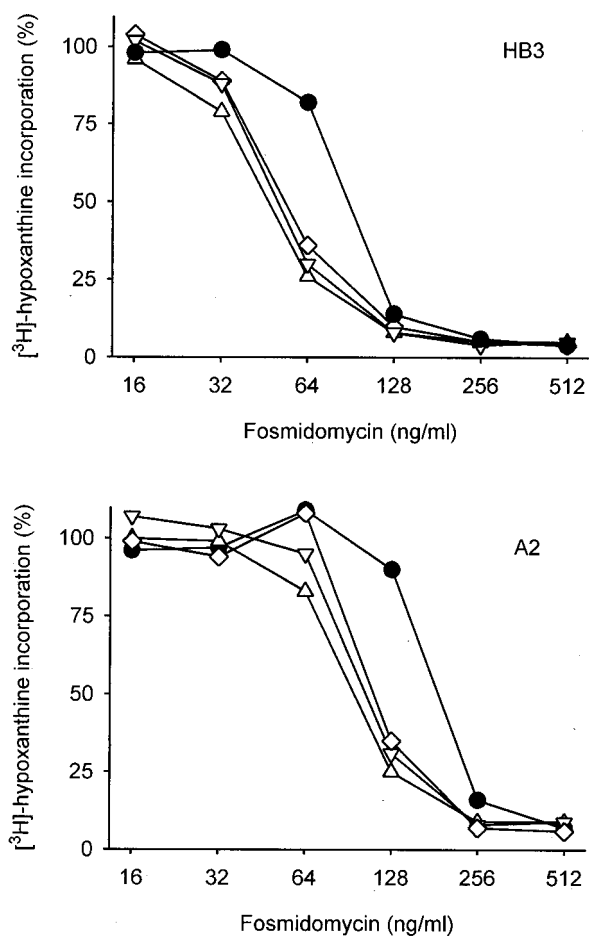 HB3
[³H]-hypoxanthine incorporation (%)
100
75
50
25
0
16 32 64 128 256 512
Fosmidomycin (ng/ml)
A2
[³H]-hypoxanthine incorporation (%)
100
75
50
25
0
16 32 64 128 256 512
Fosmidomycin (ng/ml)